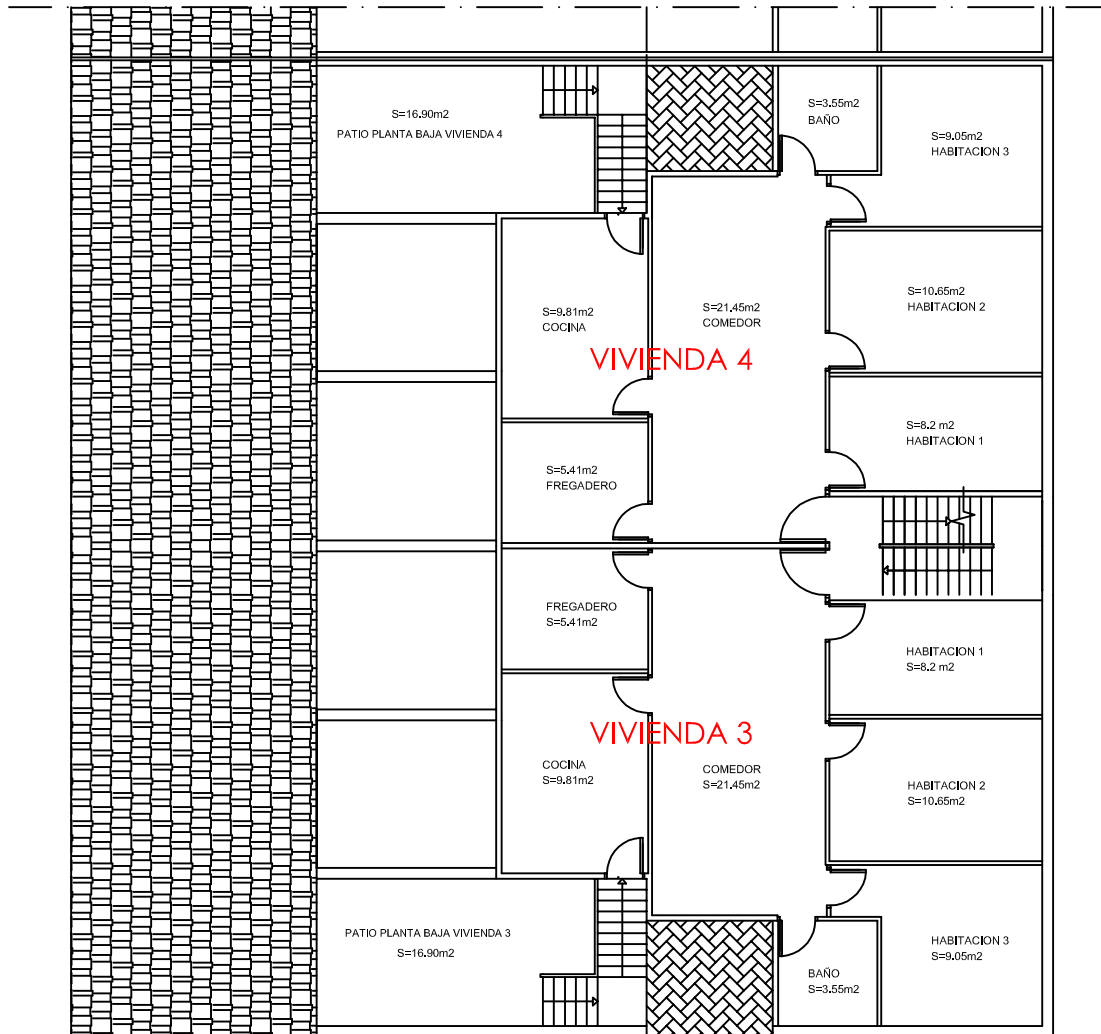 S=16.90m2
PATIO PLANTA BAJA VIVIENDA 4
S=3.55m2
BAÑO
S=9.05m2
HABITACION 3
S=9.81m2
COCINA
S=21.45m2
COMEDOR
S=10.65m2
HABITACION 2
VIVIENDA 4
S=8.2 m2
HABITACION 1
S=5.41m2
FREGADERO
FREGADERO
S=5.41m2
HABITACION 1
S=8.2 m2
VIVIENDA 3
COCINA
S=9.81m2
COMEDOR
S=21.45m2
HABITACION 2
S=10.65m2
PATIO PLANTA BAJA VIVIENDA 3
S=16.90m2
HABITACION 3
S=9.05m2
BAÑO
S=3.55m2